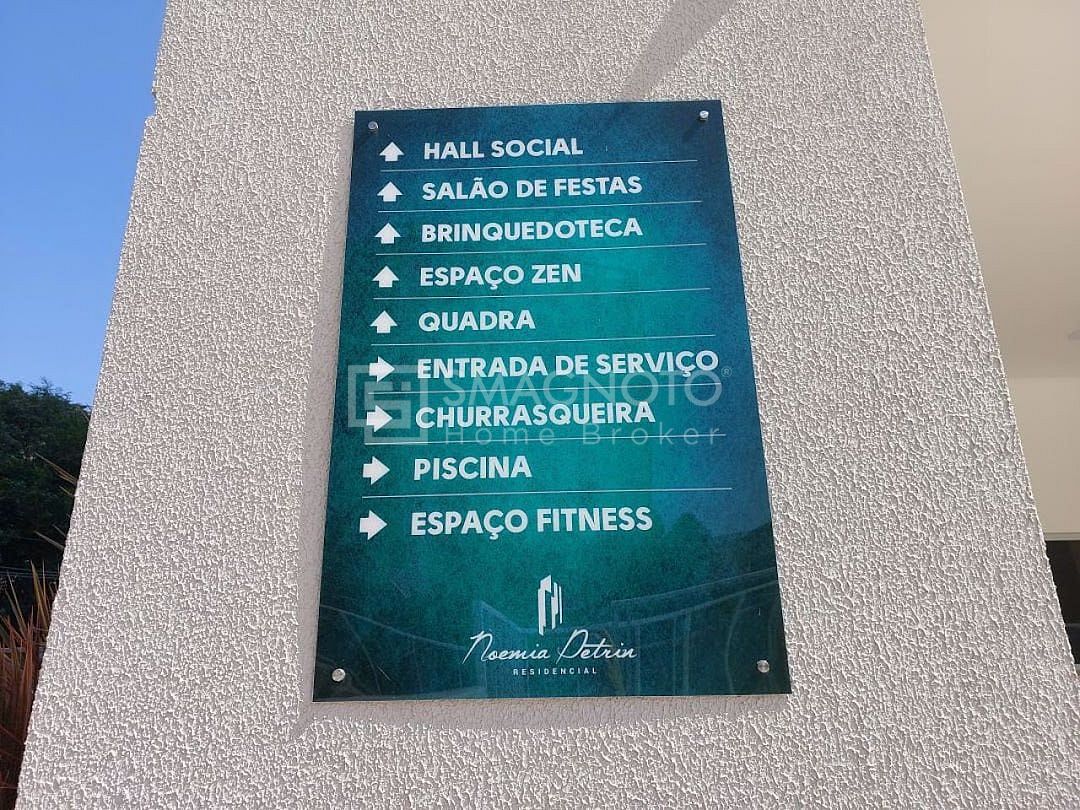 HALL SOCIAL
SALÃO DE FESTAS
BRINQUEDOTECA
ESPAÇO ZEN
QUADRA
ENTRADA DE SERVIÇO
SMAGNOTO®
CHURRASQUEIRA
Home Broker
PISCINA
ESPAÇO FITNESS
Noemia Petrin
RESIDENCIAL